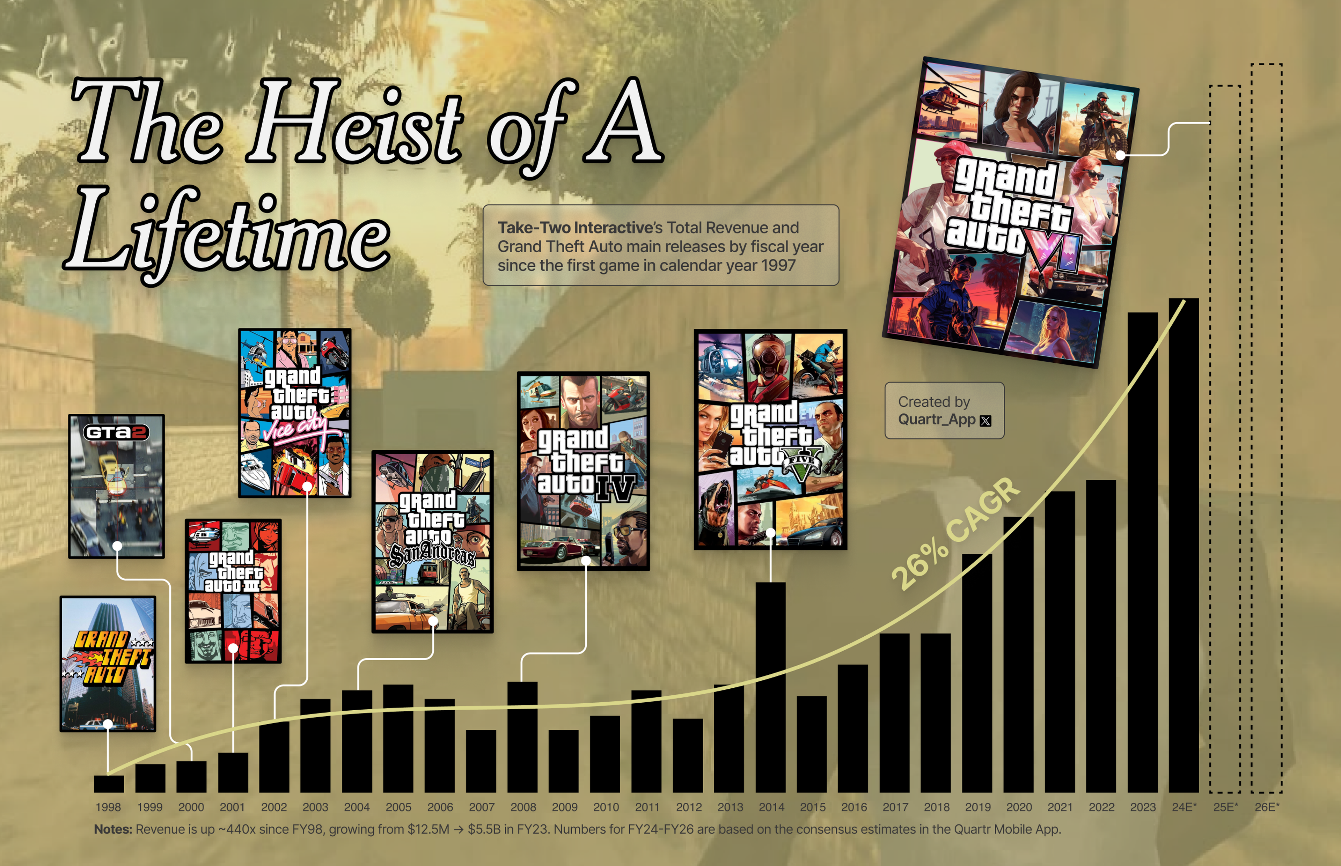 The Heist of A
Lifetime
Take-Two Interactive's Total Revenue and
Grand Theft Auto main releases by fiscal year
since the first game in calendar year 1997
grand
theft
auto VI
grand
theft
auto
vice city
GTA2
grand
theft
auto III
GRAND
THEFT
AUTO
grand
theft
auto
San Andreas
grand
theft
auto IV
grand
theft
auto V
FIVE
Created by
Quartr_App X
26% CAGR
1998 1999 2000 2001 2002 2003 2004 2005 2006 2007 2008 2009 2010 2011 2012 2013 2014 2015 2016 2017 2018 2019 2020 2021 2022 2023 24E* 25E* 26E*
Notes: Revenue is up ~440x since FY98, growing from $12.5M → $5.5B in FY23. Numbers for FY24-FY26 are based on the consensus estimates in the Quartr Mobile App.